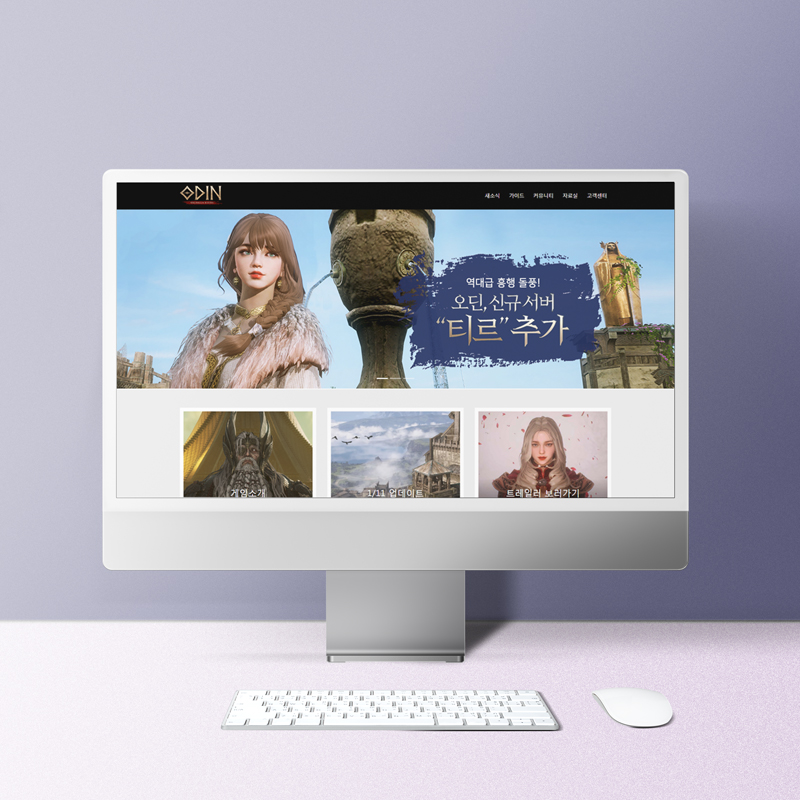 ODIN
새소식 가이드 커뮤니티 자료실 고객센터
역대급 흥행 돌풍!
오딘, 신규 서버
“티르” 추가
게임소개
1/11 업데이트
트레일러 보러가기